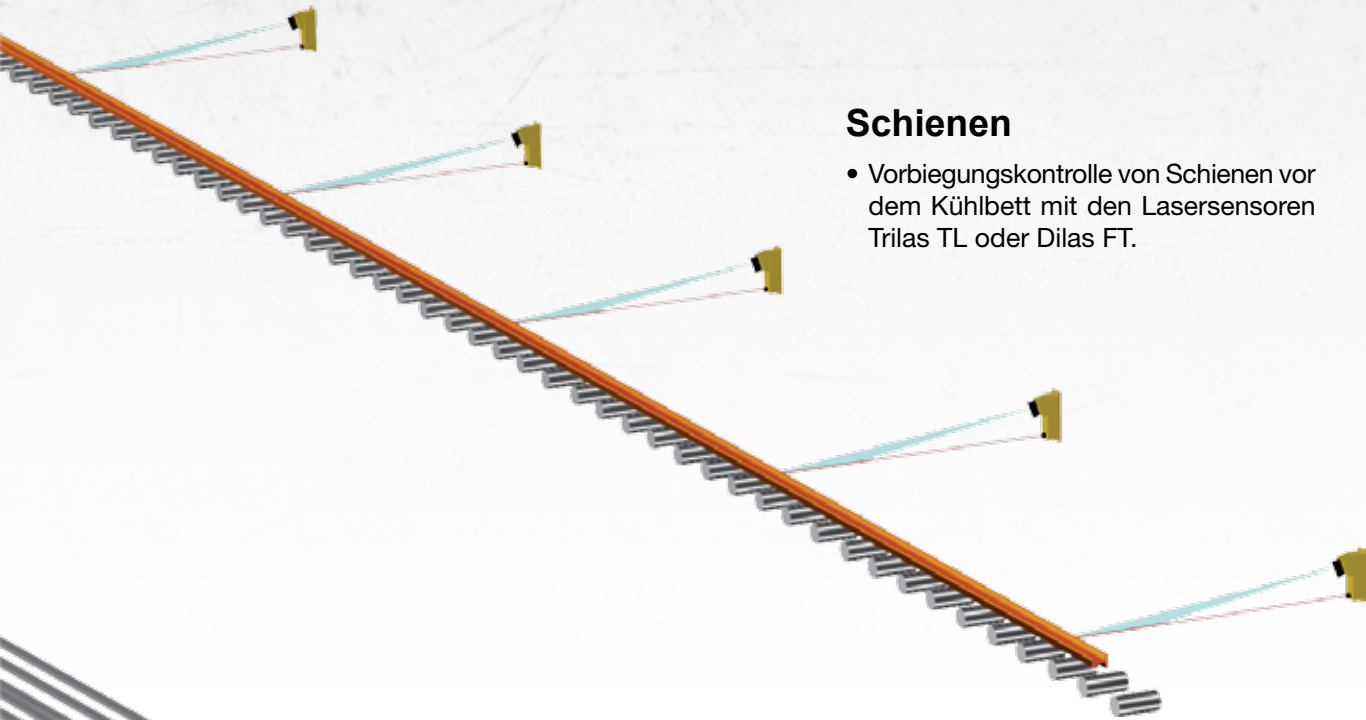 Schienen
• Vorbiegungskontrolle von Schienen vor
dem Kühlbett mit den Lasersensoren
Trilas TL oder Dilas FT.